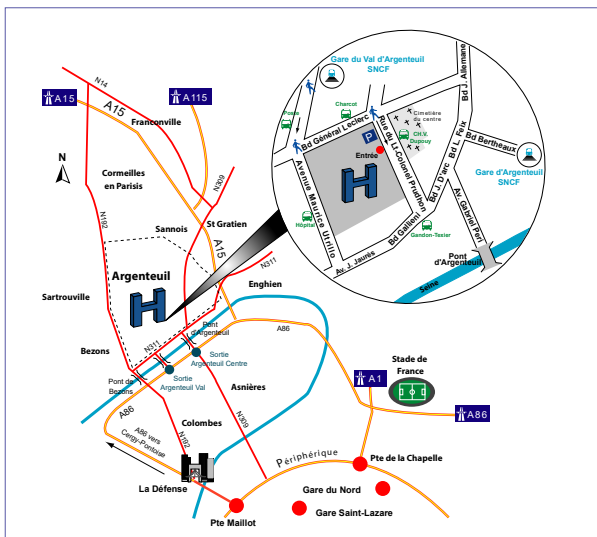 N14
A15
A115
A15
Franconville
N
Cormeilles
en Parisis
N309
N192
St Gratien
Sannois
A15
N311
Argenteuil
Enghien
Sartrouville
Pont
d'Argenteuil
A86
N311
Bezons
Sortie
Argenteuil Centre
Sortie
Argenteuil Val
Pont de
Bezons
Asnières
A86
Colombes
N309
N192
A86 vers
Cergy-Pontoise
La Défense
Stade de
France
A1
A86
Périphérique
Pte de la Chapelle
Gare du Nord
Gare Saint-Lazare
Pte Maillot
Gare du Val d'Argenteuil
SNCF
Bd J. Allemane
Poste
Charcot
Cimetière
du centre
Bd Général Leclerc
P
CH.V.
Dupouy
Rue du Lt-Colonel Prudhon
Entrée
H
Bd L. Feix
Bd Bertheaux
Gare d'Argenteuil
SNCF
Bd J. D'arc
Avenue Maurice Utrillo
Hôpital
Av. Gabriel Peri
Bd Gallieni
Gandon-Texier
Av. J. Jaurès
Pont
d'Argenteuil
Seine
H